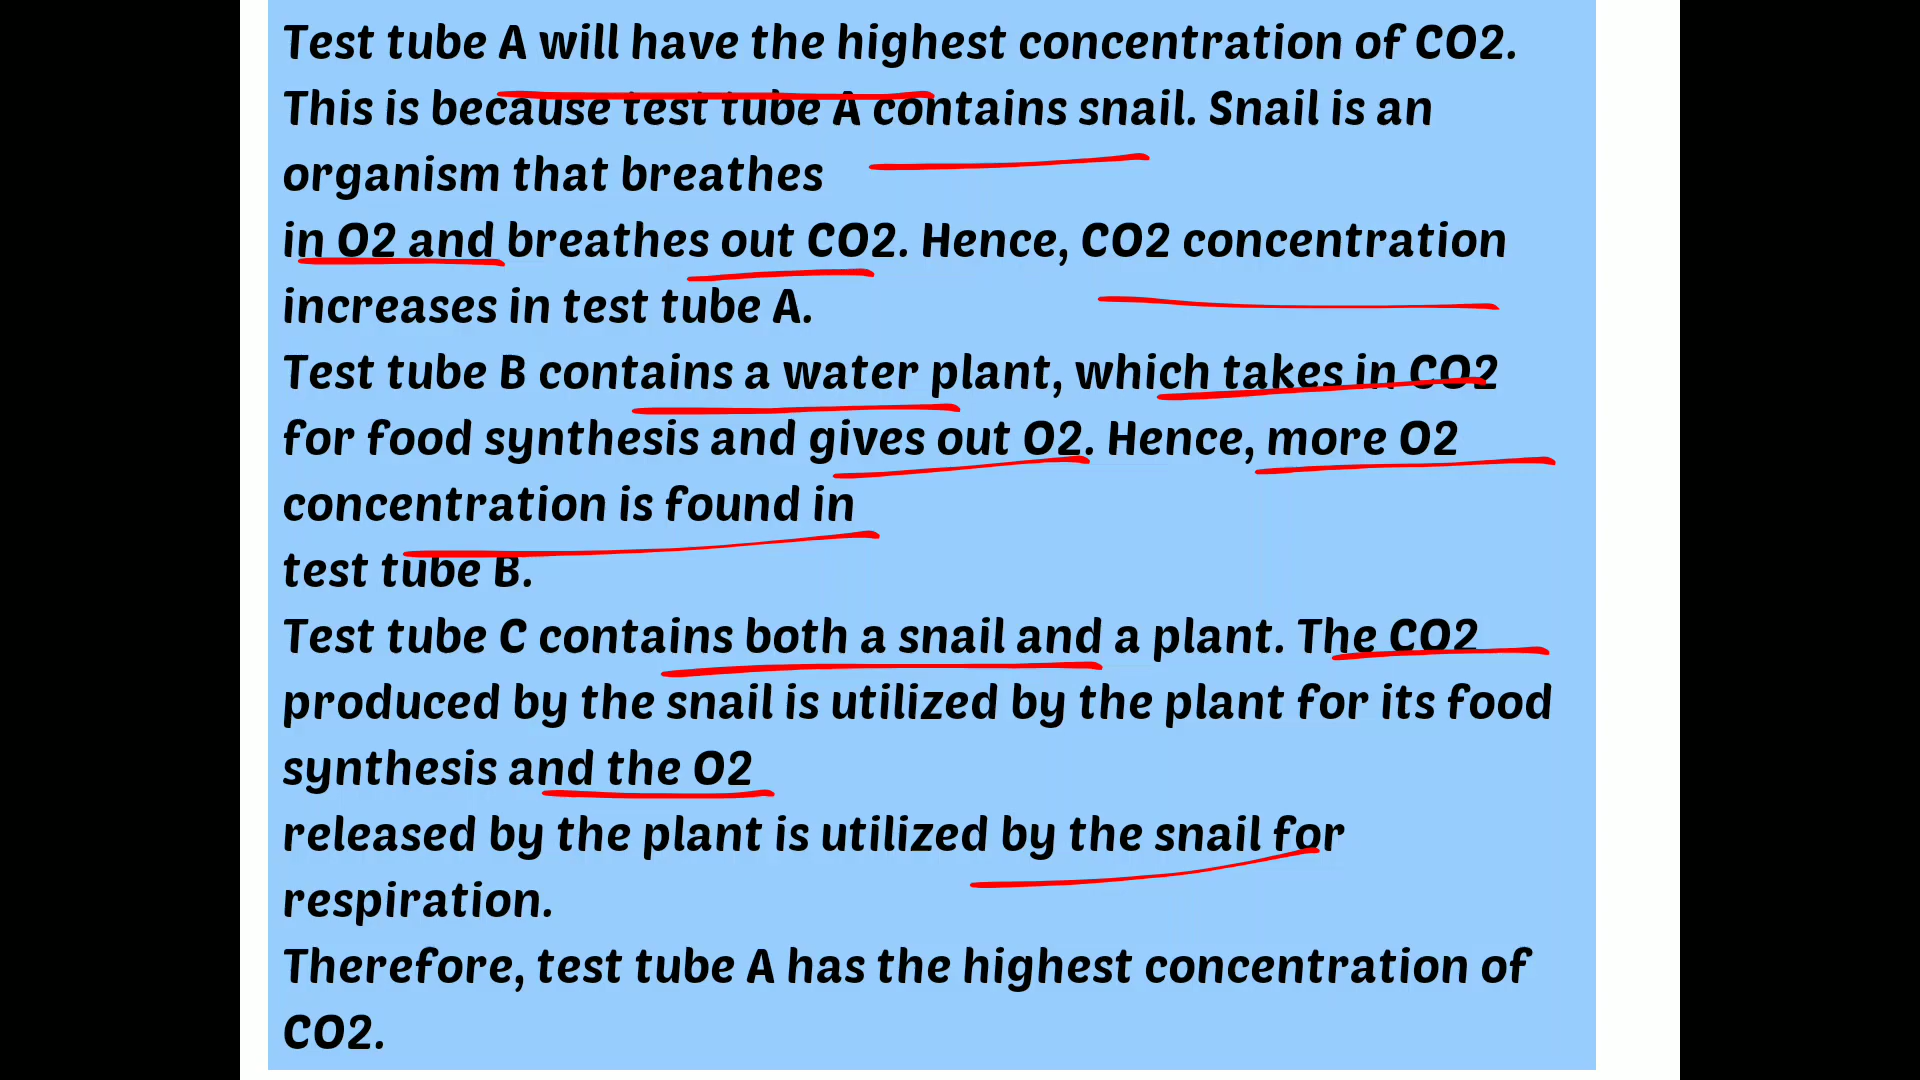 Test tube A will have the highest concentration of CO2.
This is because test tube A contains snail. Snail is an
organism that breathes
in O2 and breathes out CO2. Hence, CO2 concentration
increases in test tube A.
Test tube B contains a water plant, which takes in CO2
for food synthesis and gives out O2. Hence, more O2
concentration is found in
test tube B.
Test tube C contains both a snail and a plant. The CO2
produced by the snail is utilized by the plant for its food
synthesis and the O2
released by the plant is utilized by the snail for
respiration.
Therefore, test tube A has the highest concentration of
CO2.